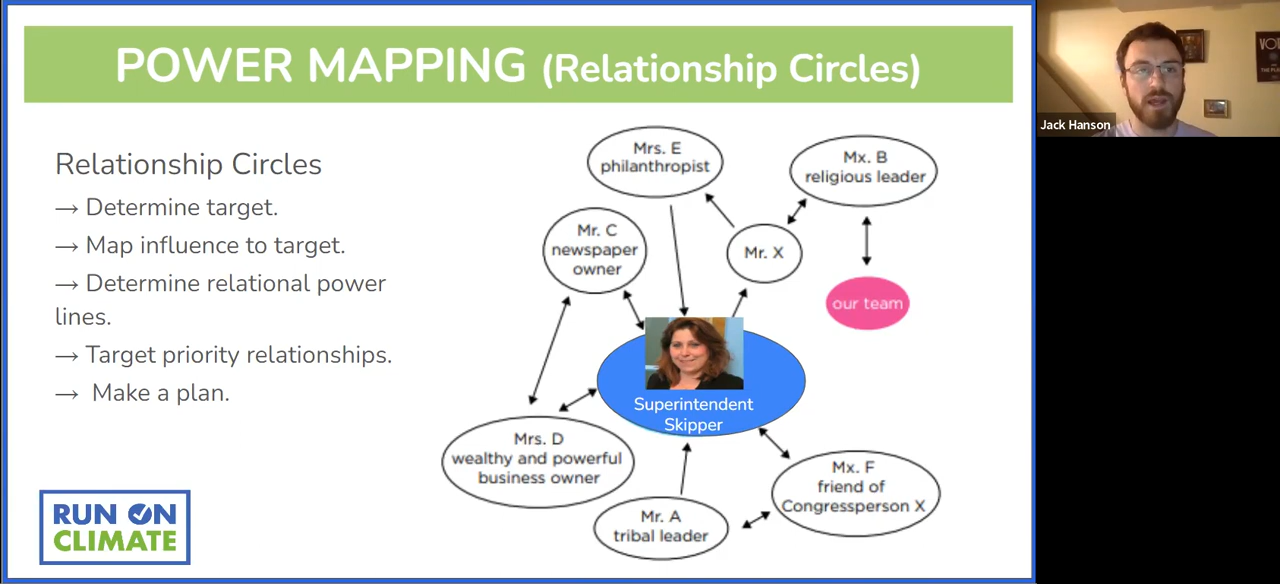 POWER MAPPING (Relationship Circles)
Relationship Circles
→ Determine target.
→ Map influence to target.
→ Determine relational power
lines.
→ Target priority relationships.
→ Make a plan.
Mrs. E
philanthropist
Mx. B
religious leader
Mr. C
newspaper
owner
Mr. X
our team
Superintendent
Skipper
Mrs. D
wealthy and powerful
business owner
Mx. F
friend of
Congressperson X
Mr. A
tribal leader
RUN ON
CLIMATE
Jack Hanson